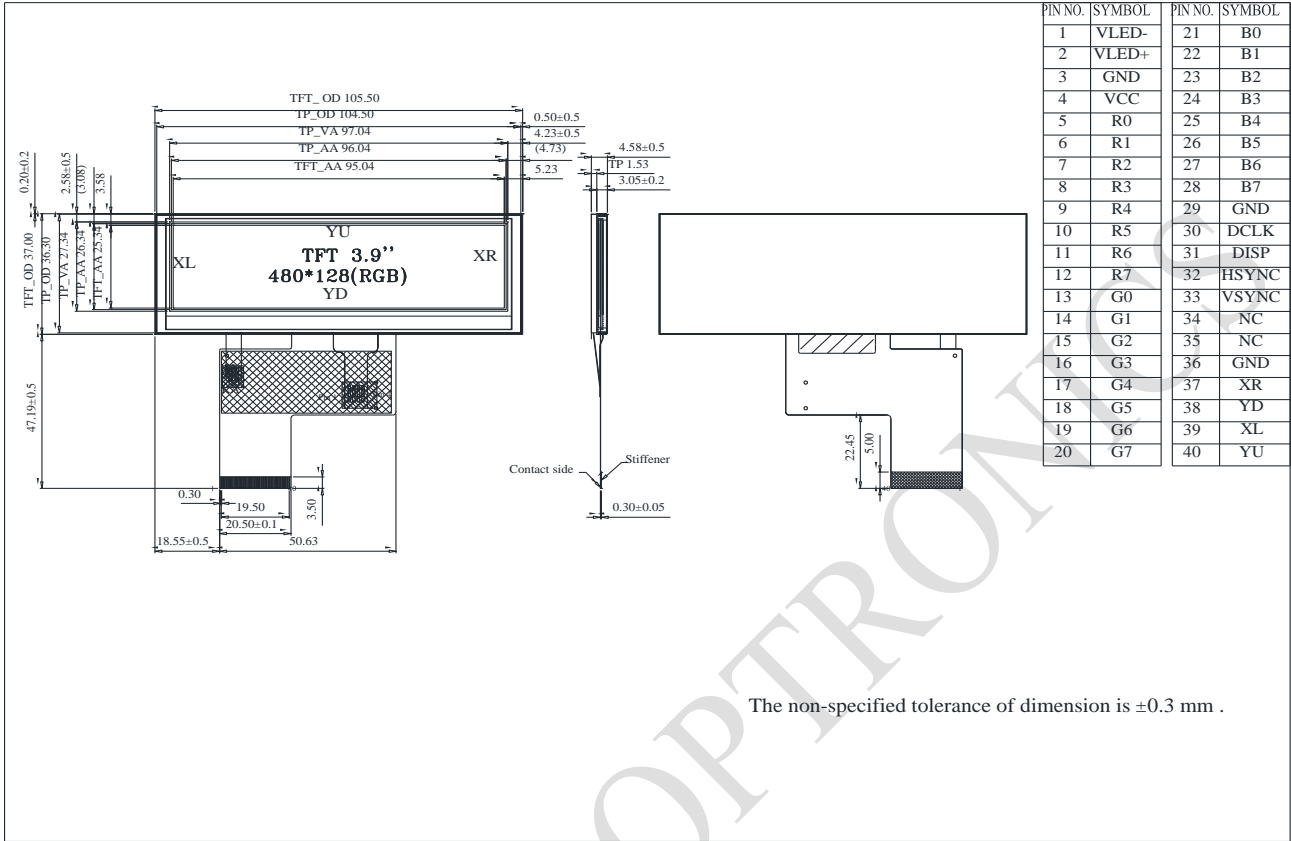 PIN NO. SYMBOL PIN NO. SYMBOL
1 VLED- 21 B0
2 VLED+ 22 B1
3 GND 23 B2
4 VCC 24 B3
5 R0 25 B4
6 R1 26 B5
7 R2 27 B6
8 R3 28 B7
9 R4 29 GND
10 R5 30 DCLK
11 R6 31 DISP
12 R7 32 HSYNC
13 G0 33 VSYNC
14 G1 34 NC
15 G2 35 NC
16 G3 36 GND
17 G4 37 XR
18 G5 38 YD
19 G6 39 XL
20 G7 40 YU
TFT_ OD 105.50
TP_OD 104.50
TP_VA 97.04
TP_AA 96.04
TFT_AA 95.04
0.50±0.5
4.23±0.5
(4.73)
5.23
4.58±0.5
TP 1.53
3.05±0.2
0.20±0.2
2.58±0.5
(3.08)
3.58
TFT_OD 37.00
TP_OD 36.30
TP_VA 27.34
TP_AA 26.34
TFT_AA 25.34
YU
XL
XR
TFT 3.9''
480*128(RGB)
YD
47.19±0.5
0.30
19.50
20.50±0.1
3.50
18.55±0.5
50.63
Contact side
Stiffener
0.30±0.05
22.45
5.00
The non-specified tolerance of dimension is ±0.3 mm .
OPTRONICS